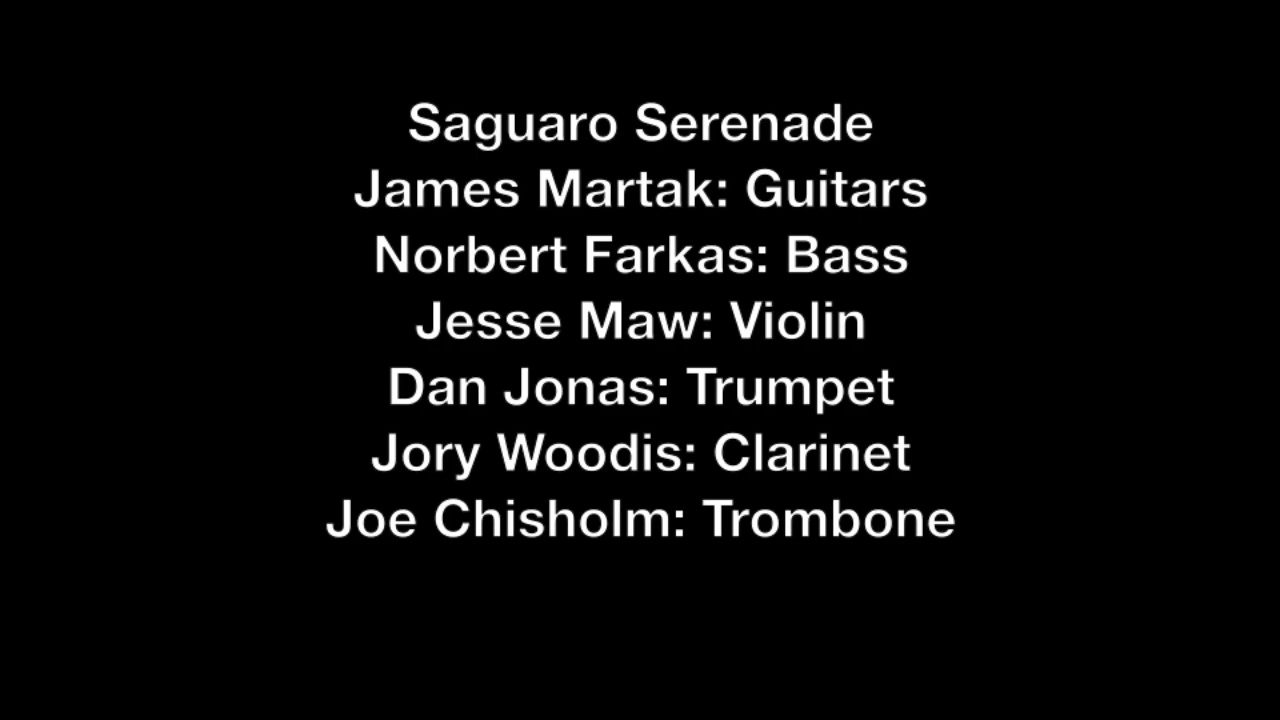 Saguaro Serenade
James Martak: Guitars
Norbert Farkas: Bass
Jesse Maw: Violin
Dan Jonas: Trumpet
Jory Woodis: Clarinet
Joe Chisholm: Trombone